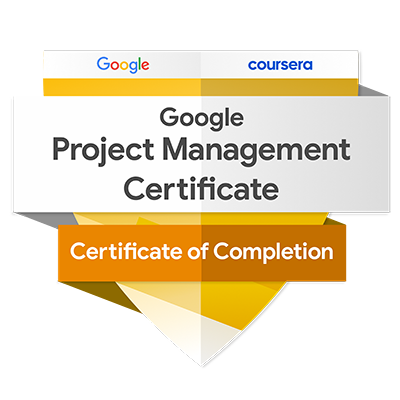 Google coursera
Google
Project Management
Certificate
Certificate of Completion